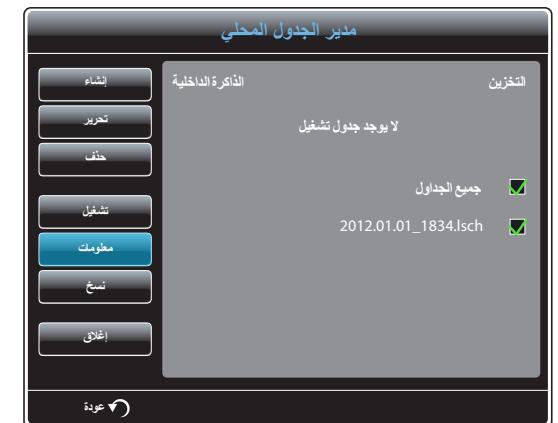 مدير الجدول المحلي
التخزين
الذاكرة الداخلية
لا يوجد جدول تشغيل
جميع الجداول
2012.01.01_1834.lsch
إنشاء
تحرير
حذف
تشغيل
معلومات
نسخ
إغلاق
عودة